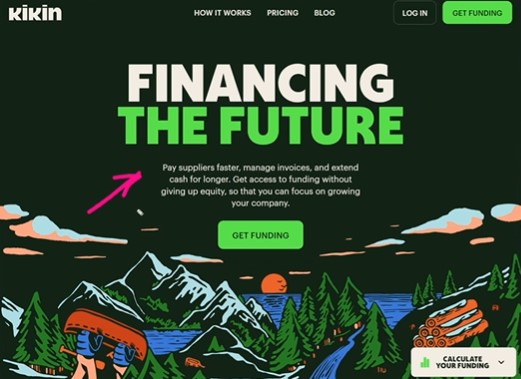 kikin
HOW IT WORKS PRICING BLOG LOG IN GET FUNDING
FINANCING
THE FUTURE
Pay suppliers faster, manage invoices, and extend
cash for longer. Get access to funding without
giving up equity, so that you can focus on growing
your company.
GET FUNDING
CALCULATE
YOUR FUNDING